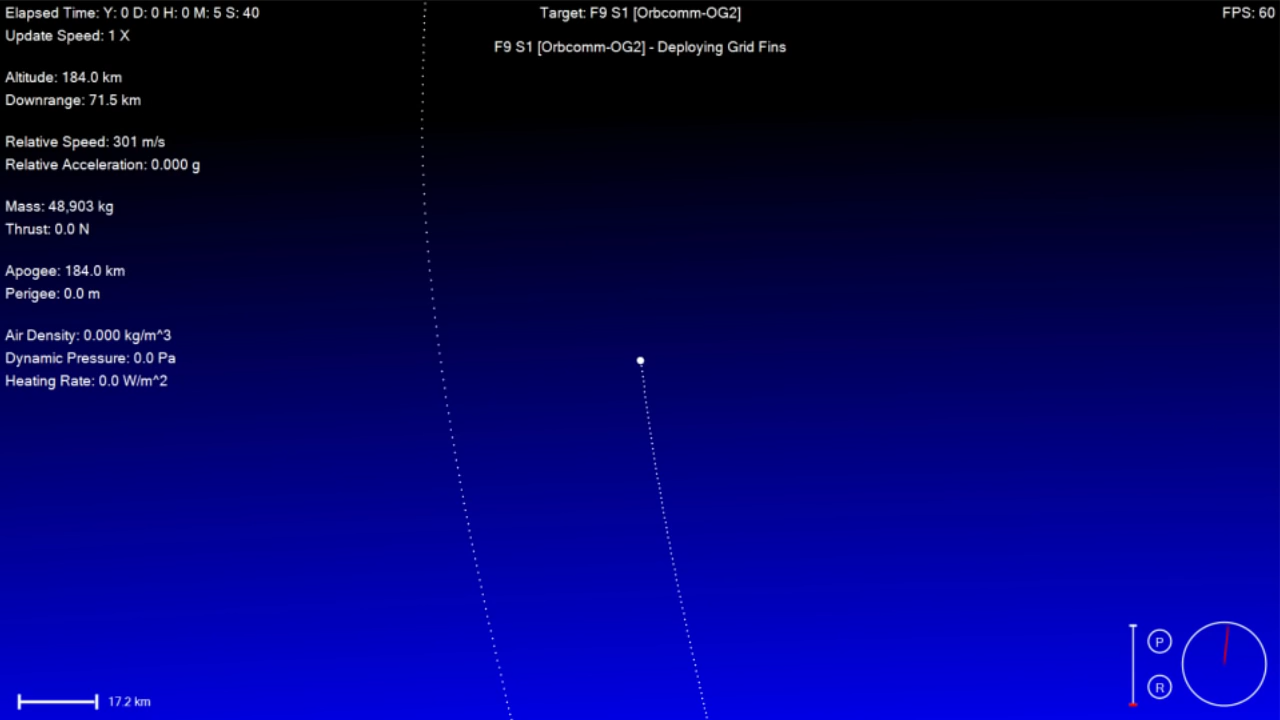 Elapsed Time: Y: 0 D: 0 H: 0 M: 5 S: 40
Target: F9 S1 [Orbcomm-OG2]
FPS: 60
Update Speed: 1 X
F9 S1 [Orbcomm-OG2] - Deploying Grid Fins
Altitude: 184.0 km
Downrange: 71.5 km
Relative Speed: 301 m/s
Relative Acceleration: 0.000 g
Mass: 48,903 kg
Thrust: 0.0 N
Apogee: 184.0 km
Perigee: 0.0 m
Air Density: 0.000 kg/m^3
Dynamic Pressure: 0.0 Pa
Heating Rate: 0.0 W/m^2
P
R
17.2 km